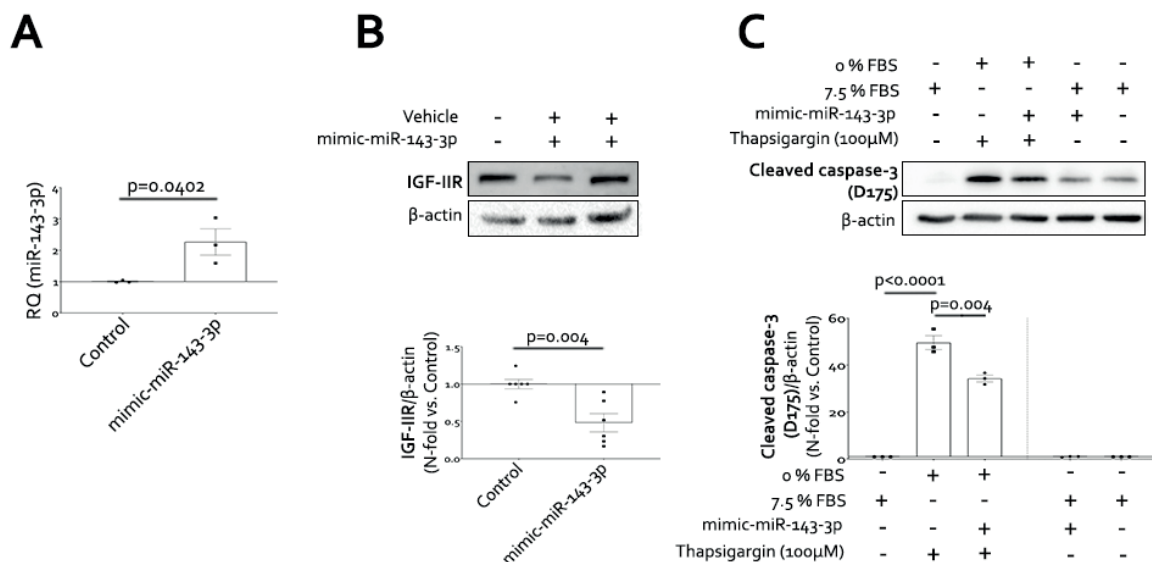 A
RQ (miR-143-3p)
4
3
2
1
0
p=0.0402
Control
mimic-miR-143-3p
B
Vehicle - + +
mimic-miR-143-3p - + +
IGF-IIR
β-actin
IGF-IIR/β-actin
(N-fold vs. Control)
1.5
1.0
0.5
0.0
p=0.004
Control
mimic-miR-143-3p
C
0 % FBS - + + - -
7.5 % FBS + - - + +
mimic-miR-143-3p - - + + -
Thapsigargin (100μM) - + + - -
Cleaved caspase-3
(D175)
β-actin
p<0.0001
p=0.004
Cleaved caspase-3
(D175)/β-actin
(N-fold vs. Control)
60
40
20
0
0 % FBS - + + - -
7.5 % FBS + - - + +
mimic-miR-143-3p - - + + -
Thapsigargin (100μM) - + + - -